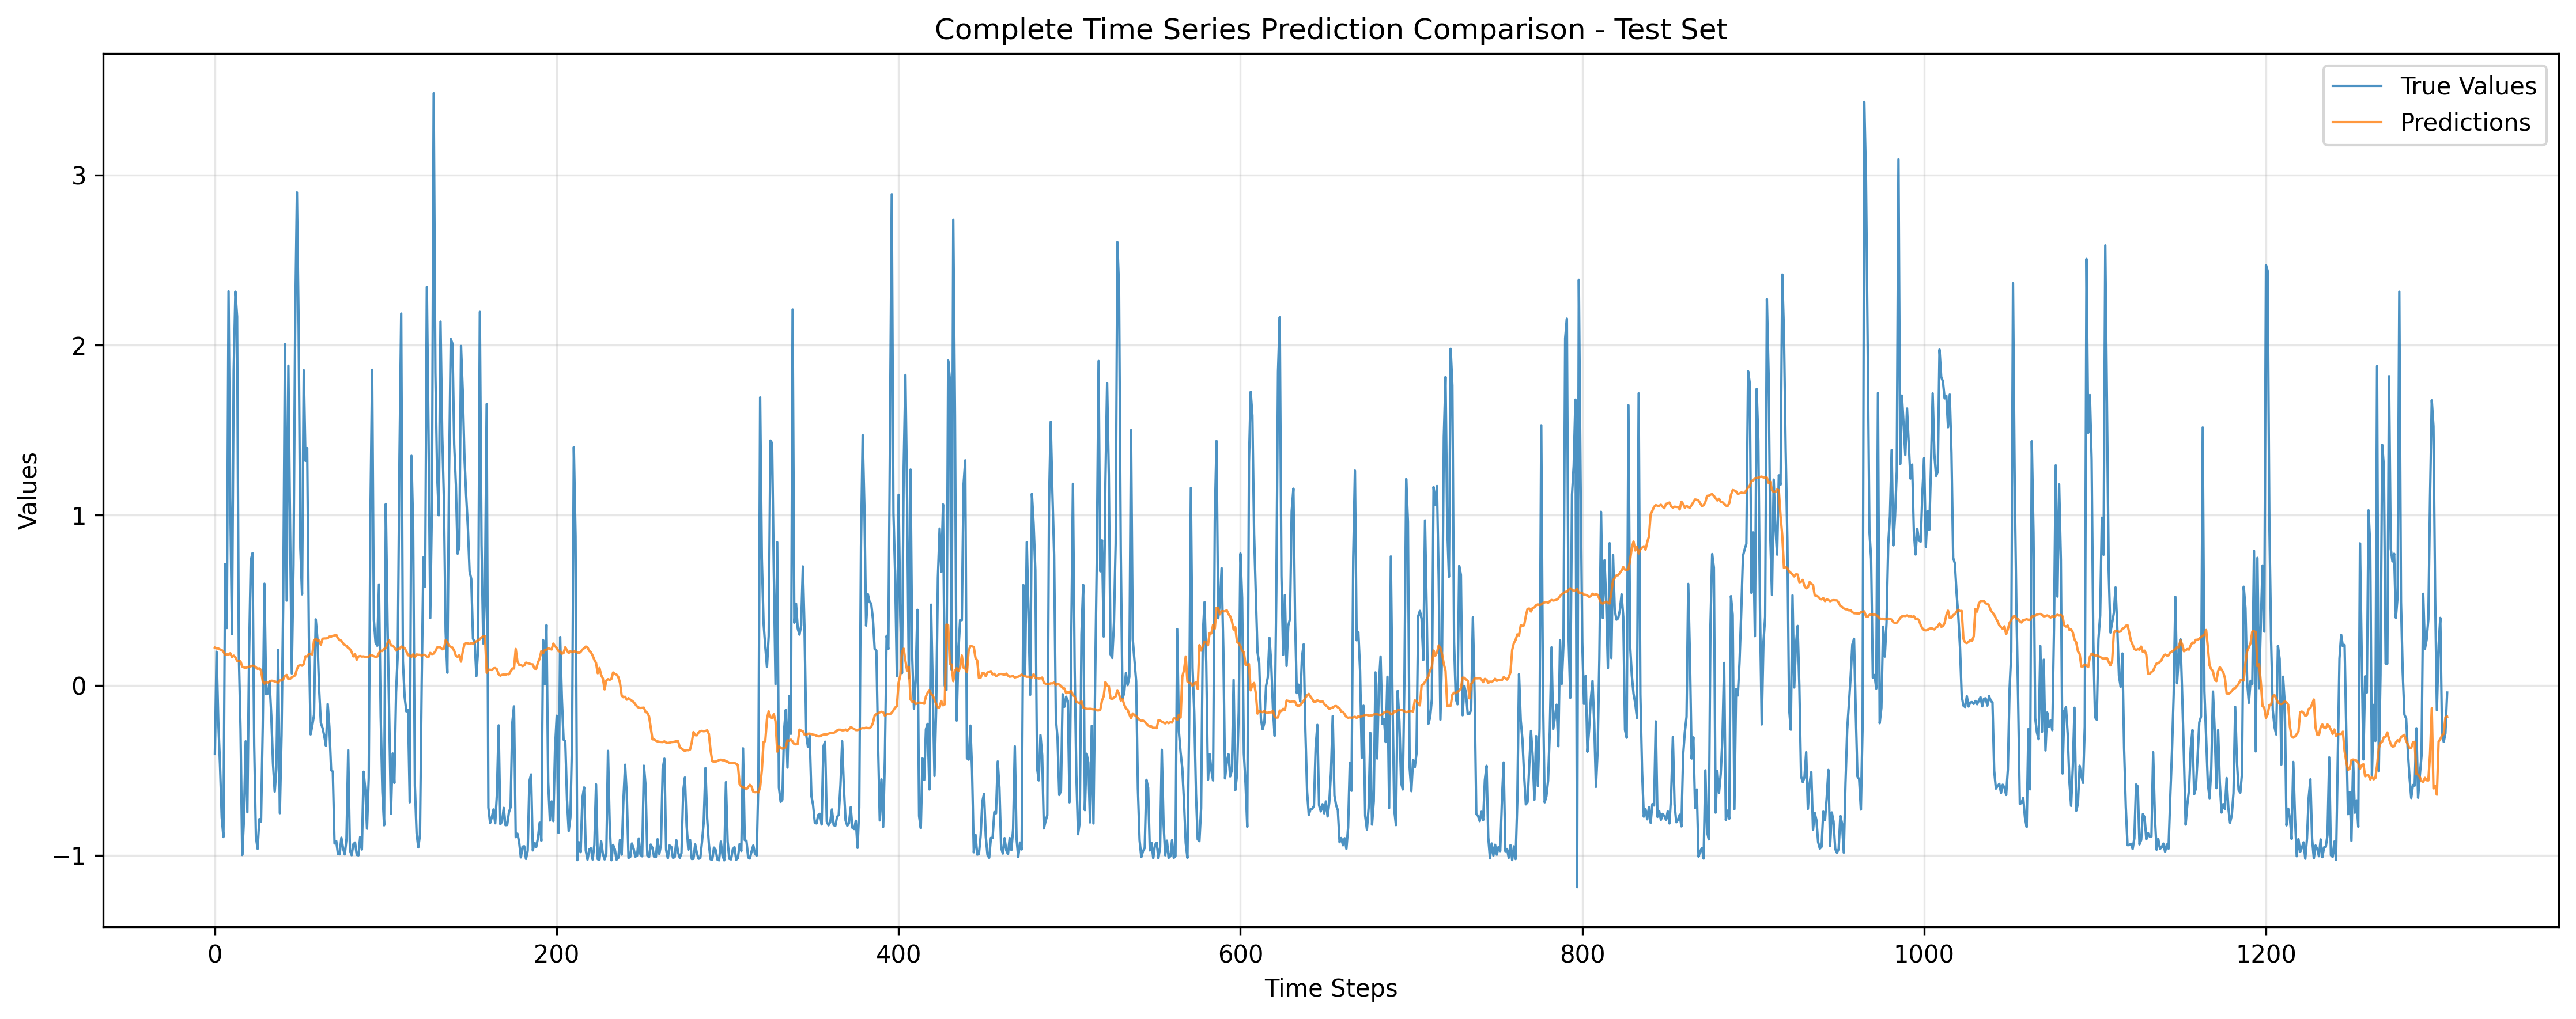 Complete Time Series Prediction Comparison - Test Set
True Values
Predictions
Values
3
2
1
0
−1
0
200
400
600
800
1000
1200
Time Steps